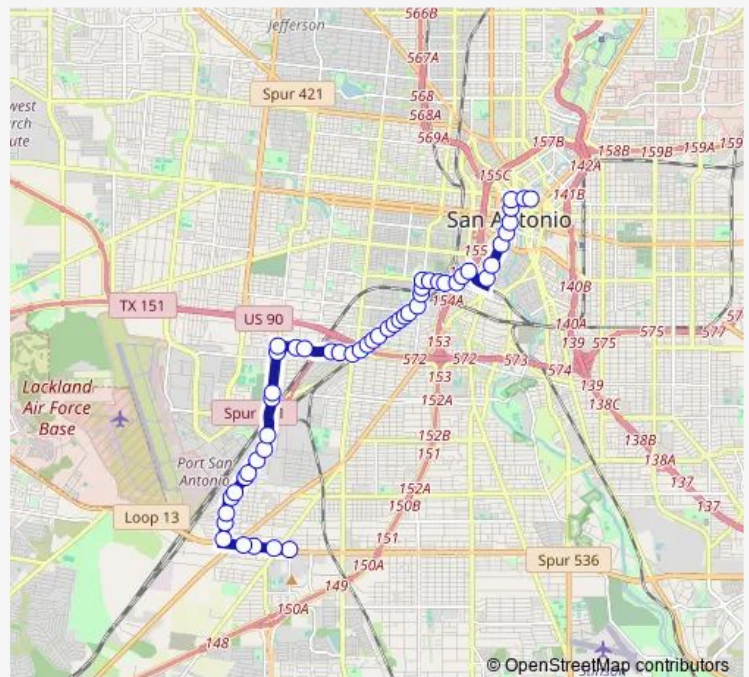 566B
Jefferson
567A
Spur 421
568
568A
569A
157B
142A
158B
159B
159A
159
west
rch
ute
155C
141B
San Antonio
155
TX 151
US 90
154A
140B
140A
575
575
577
153
139
572
572
573
574
153
139
Lackland
Air Force
Base
152A
138C
Spur
152B
138B
151
138A
Port San
Antonio
137
152A
150B
137
Loop 13
151
Spur 536
150A
149
150A
148
© OpenStreetMap contributors